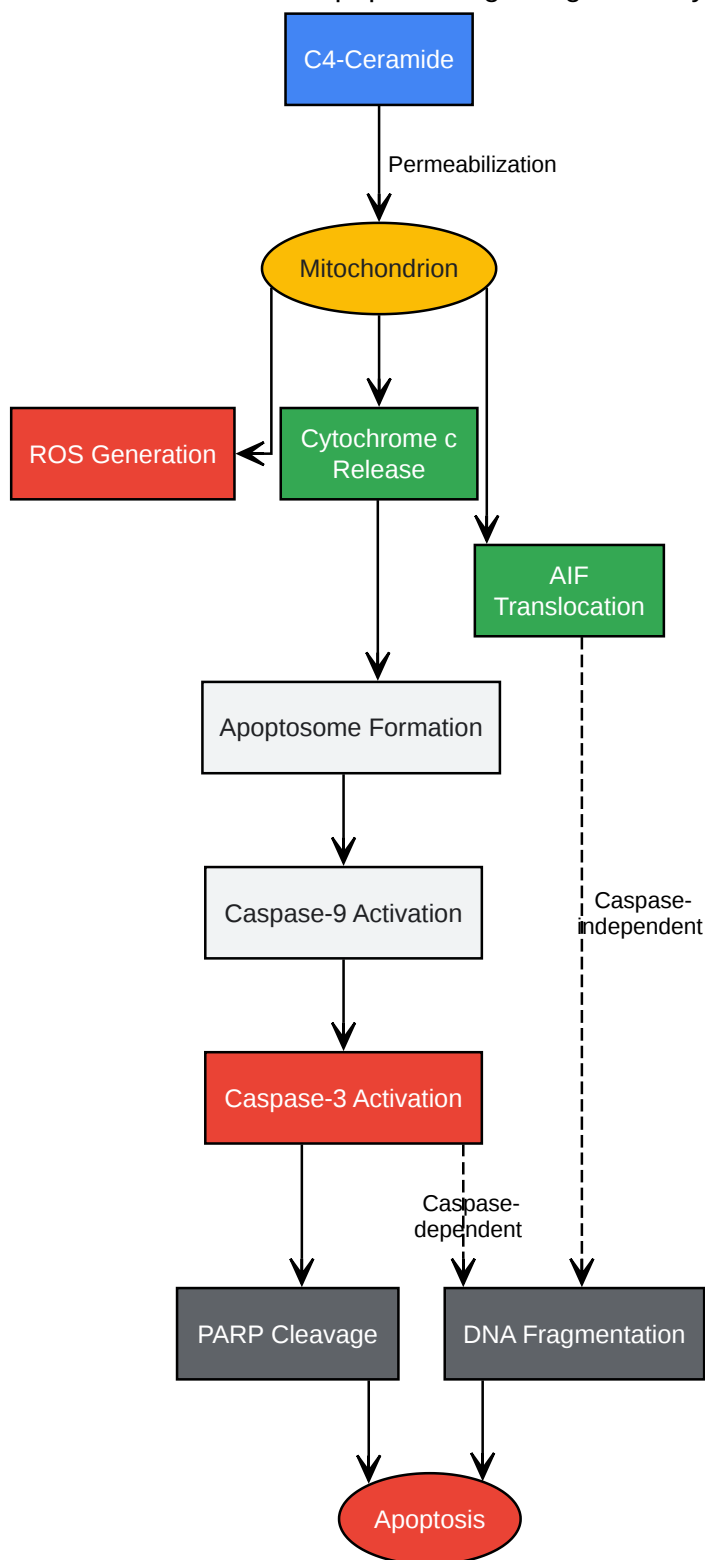 C4-Ceramide
Permeabilization
Mitochondrion
ROS Generation
Cytochrome c
Release
AIF
Translocation
Apoptosome Formation
Caspase-9 Activation
Caspase-
independent
Caspase-3 Activation
Caspase-
dependent
PARP Cleavage
DNA Fragmentation
Apoptosis